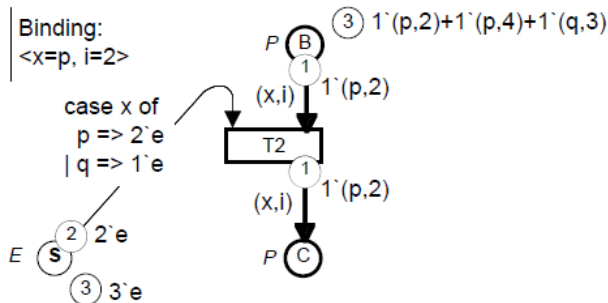 Binding:
<x=p, i=2>
P
B
3
1`(p,2)+1`(p,4)+1`(q,3)
1
(x,i)
1`(p,2)
case x of
p => 2`e
| q => 1`e
T2
1
(x,i)
1`(p,2)
E
S
2
2`e
3
3`e
P
C